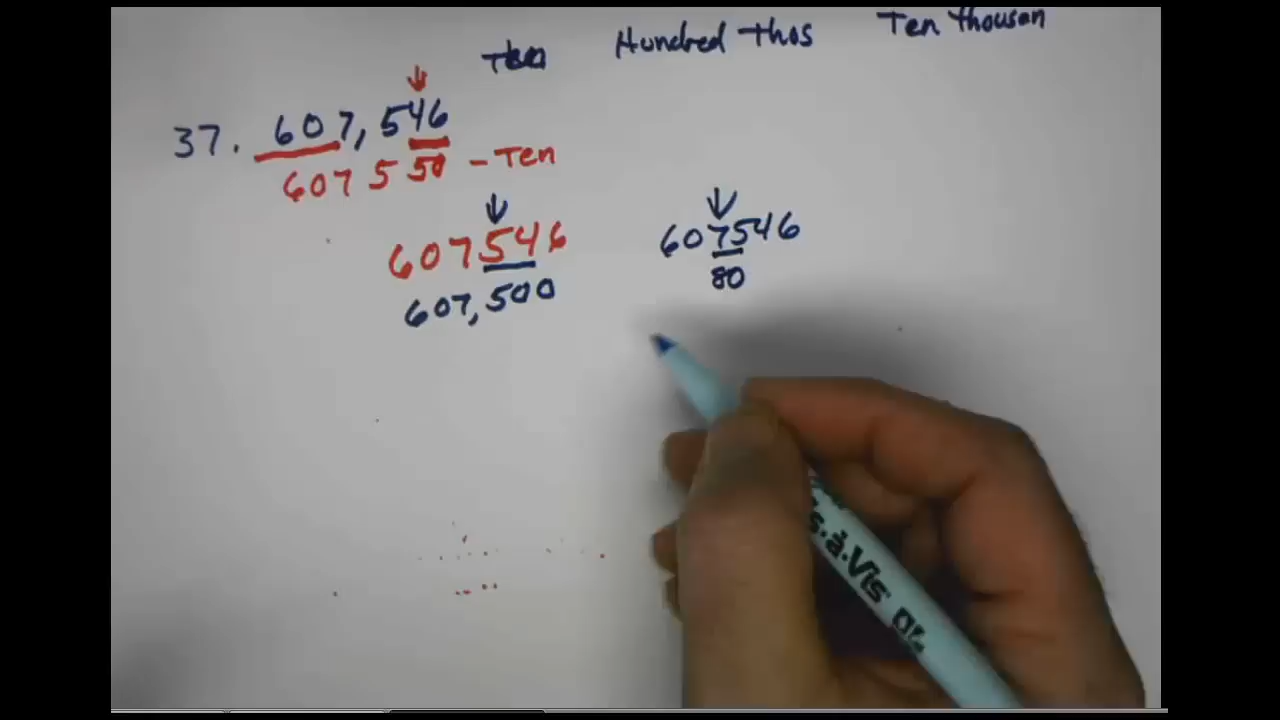 Ten Hundred Thos Ten Thousan
37. 607,546
607 5 50 - Ten
607546 607546
607,500 80
Vis.à.Vis